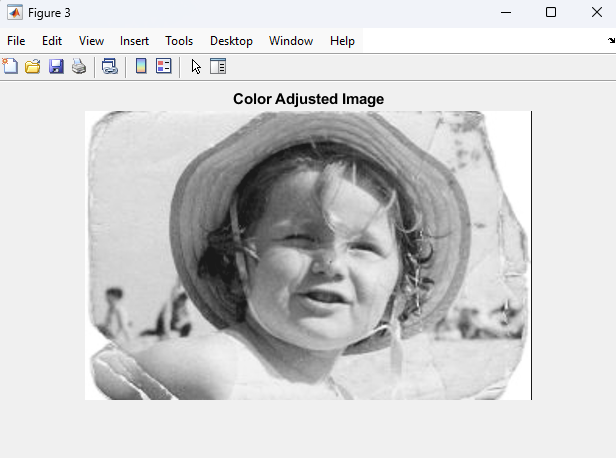 Figure 3
File Edit View Insert Tools Desktop Window Help
Color Adjusted Image